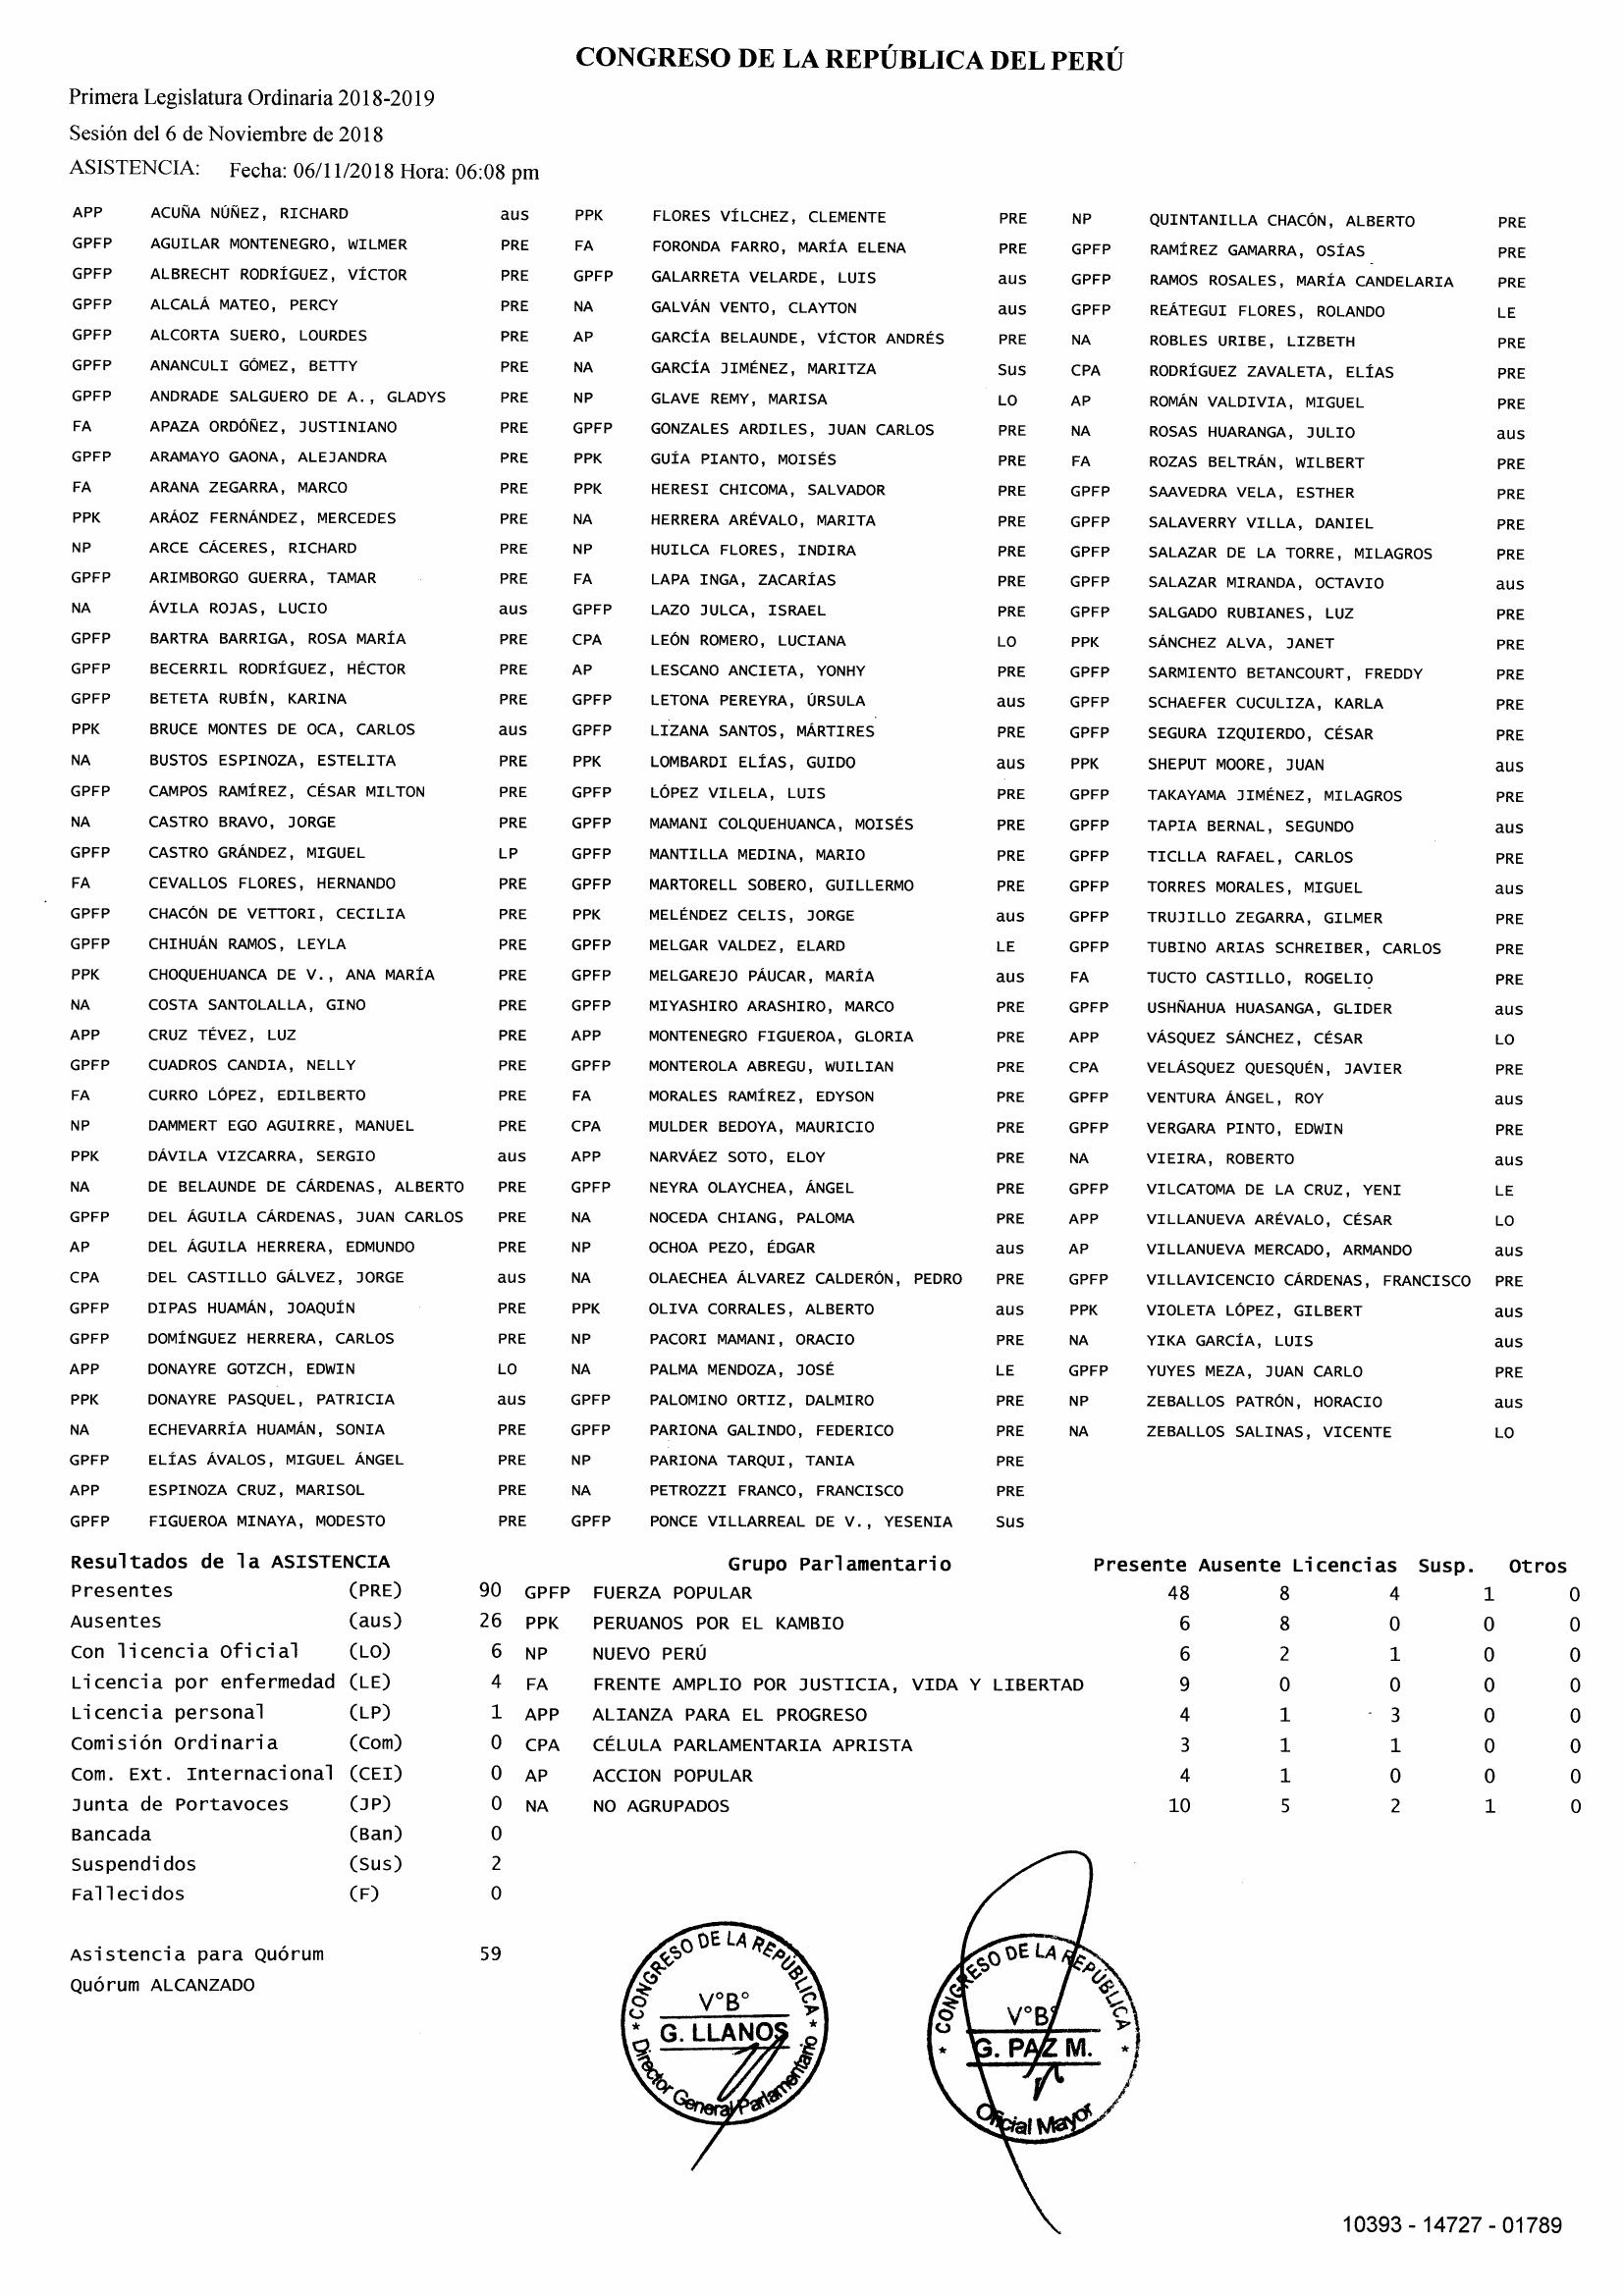 CONGRESO DE LA REPÚBLICA DEL PERÚ
Primera Legislatura Ordinaria 2018-2019
Sesión del 6 de Noviembre de 2018
ASISTENCIA: Fecha: 06/11/2018 Hora: 06:08 pm
APP ACUÑA NÚÑEZ, RICHARD aus PPK FLORES VÍLCHEZ, CLEMENTE PRE NP QUINTANILLA CHACÓN, ALBERTO PRE
GPFP AGUILAR MONTENEGRO, WILMER PRE FA FORONDA FARRO, MARÍA ELENA PRE GPFP RAMÍREZ GAMARRA, OSÍAS PRE
GPFP ALBRECHT RODRÍGUEZ, VÍCTOR PRE GPFP GALARRETA VELARDE, LUIS aus GPFP RAMOS ROSALES, MARÍA CANDELARIA PRE
GPFP ALCALÁ MATEO, PERCY PRE NA GALVÁN VENTO, CLAYTON aus GPFP REÁTEGUI FLORES, ROLANDO LE
GPFP ALCORTA SUERO, LOURDES PRE AP GARCÍA BELAUNDE, VÍCTOR ANDRÉS PRE NA ROBLES URIBE, LIZBETH PRE
GPFP ANANCULI GÓMEZ, BETTY PRE NA GARCÍA JIMÉNEZ, MARITZA Sus CPA RODRÍGUEZ ZAVALETA, ELÍAS PRE
GPFP ANDRADE SALGUERO DE A., GLADYS PRE NP GLAVE REMY, MARISA LO AP ROMÁN VALDIVIA, MIGUEL PRE
FA APAZA ORDÓÑEZ, JUSTINIANO PRE GPFP GONZALES ARDILES, JUAN CARLOS PRE NA ROSAS HUARANGA, JULIO aus
GPFP ARAMAYO GAONA, ALEJANDRA PRE PPK GUÍA PIANTO, MOISÉS PRE FA ROZAS BELTRÁN, WILBERT PRE
FA ARANA ZEGARRA, MARCO PRE PPK HERESI CHICOMA, SALVADOR PRE GPFP SAAVEDRA VELA, ESTHER PRE
PPK ARÁOZ FERNÁNDEZ, MERCEDES PRE NA HERRERA ARÉVALO, MARITA PRE GPFP SALAVERRY VILLA, DANIEL PRE
NP ARCE CÁCERES, RICHARD PRE NP HUILCA FLORES, INDIRA PRE GPFP SALAZAR DE LA TORRE, MILAGROS PRE
GPFP ARIMBORGO GUERRA, TAMAR PRE FA LAPA INGA, ZACARÍAS PRE GPFP SALAZAR MIRANDA, OCTAVIO aus
NA ÁVILA ROJAS, LUCIO aus GPFP LAZO JULCA, ISRAEL PRE GPFP SALGADO RUBIANES, LUZ PRE
GPFP BARTRA BARRIGA, ROSA MARÍA PRE CPA LEÓN ROMERO, LUCIANA LO PPK SÁNCHEZ ALVA, JANET PRE
GPFP BECERRIL RODRÍGUEZ, HÉCTOR PRE AP LESCANO ANCIETA, YONHY PRE GPFP SARMIENTO BETANCOURT, FREDDY PRE
GPFP BETETA RUBÍN, KARINA PRE GPFP LETONA PEREYRA, ÚRSULA aus GPFP SCHAEFER CUCULIZA, KARLA PRE
PPK BRUCE MONTES DE OCA, CARLOS aus GPFP LIZANA SANTOS, MÁRTIRES PRE GPFP SEGURA IZQUIERDO, CÉSAR PRE
NA BUSTOS ESPINOZA, ESTELITA PRE PPK LOMBARDI ELÍAS, GUIDO aus PPK SHEPUT MOORE, JUAN aus
GPFP CAMPOS RAMÍREZ, CÉSAR MILTON PRE GPFP LÓPEZ VILELA, LUIS PRE GPFP TAKAYAMA JIMÉNEZ, MILAGROS PRE
NA CASTRO BRAVO, JORGE PRE GPFP MAMANI COLQUEHUANCA, MOISÉS PRE GPFP TAPIA BERNAL, SEGUNDO aus
GPFP CASTRO GRÁNDEZ, MIGUEL LP GPFP MANTILLA MEDINA, MARIO PRE GPFP TICLLA RAFAEL, CARLOS PRE
FA CEVALLOS FLORES, HERNANDO PRE GPFP MARTORELL SOBERO, GUILLERMO PRE GPFP TORRES MORALES, MIGUEL aus
GPFP CHACÓN DE VETTORI, CECILIA PRE PPK MELÉNDEZ CELIS, JORGE aus GPFP TRUJILLO ZEGARRA, GILMER PRE
GPFP CHIHUÁN RAMOS, LEYLA PRE GPFP MELGAR VALDEZ, ELARD LE GPFP TUBINO ARIAS SCHREIBER, CARLOS PRE
PPK CHOQUEHUANCA DE V., ANA MARÍA PRE GPFP MELGAREJO PÁUCAR, MARÍA aus FA TUCTO CASTILLO, ROGELIO PRE
NA COSTA SANTOLALLA, GINO PRE GPFP MIYASHIRO ARASHIRO, MARCO PRE GPFP USHÑAHUA HUASANGA, GLIDER aus
APP CRUZ TÉVEZ, LUZ PRE APP MONTENEGRO FIGUEROA, GLORIA PRE APP VÁSQUEZ SÁNCHEZ, CÉSAR LO
GPFP CUADROS CANDIA, NELLY PRE GPFP MONTEROLA ABREGU, WUILIAN PRE CPA VELÁSQUEZ QUESQUÉN, JAVIER PRE
FA CURRO LÓPEZ, EDILBERTO PRE FA MORALES RAMÍREZ, EDYSON PRE GPFP VENTURA ÁNGEL, ROY aus
NP DAMMERT EGO AGUIRRE, MANUEL PRE CPA MULDER BEDOYA, MAURICIO PRE GPFP VERGARA PINTO, EDWIN PRE
PPK DÁVILA VIZCARRA, SERGIO aus APP NARVÁEZ SOTO, ELOY PRE NA VIEIRA, ROBERTO aus
NA DE BELAUNDE DE CÁRDENAS, ALBERTO PRE GPFP NEYRA OLAYCHEA, ÁNGEL PRE GPFP VILCATOMA DE LA CRUZ, YENI LE
GPFP DEL ÁGUILA CÁRDENAS, JUAN CARLOS PRE NA NOCEDA CHIANG, PALOMA PRE APP VILLANUEVA ARÉVALO, CÉSAR LO
AP DEL ÁGUILA HERRERA, EDMUNDO PRE NP OCHOA PEZO, ÉDGAR aus AP VILLANUEVA MERCADO, ARMANDO aus
CPA DEL CASTILLO GÁLVEZ, JORGE aus NA OLAECHEA ÁLVAREZ CALDERÓN, PEDRO PRE GPFP VILLAVICENCIO CÁRDENAS, FRANCISCO PRE
GPFP DIPAS HUAMÁN, JOAQUÍN PRE PPK OLIVA CORRALES, ALBERTO aus PPK VIOLETA LÓPEZ, GILBERT aus
GPFP DOMÍNGUEZ HERRERA, CARLOS PRE NP PACORI MAMANI, ORACIO PRE NA YIKA GARCÍA, LUIS aus
APP DONAYRE GOTZCH, EDWIN LO NA PALMA MENDOZA, JOSÉ LE GPFP YUYES MEZA, JUAN CARLO PRE
PPK DONAYRE PASQUEL, PATRICIA aus GPFP PALOMINO ORTIZ, DALMIRO PRE NP ZEBALLOS PATRÓN, HORACIO aus
NA ECHEVARRÍA HUAMÁN, SONIA PRE GPFP PARIONA GALINDO, FEDERICO PRE NA ZEBALLOS SALINAS, VICENTE LO
GPFP ELÍAS ÁVALOS, MIGUEL ÁNGEL PRE NP PARIONA TARQUI, TANIA PRE
APP ESPINOZA CRUZ, MARISOL PRE NA PETROZZI FRANCO, FRANCISCO PRE
GPFP FIGUEROA MINAYA, MODESTO PRE GPFP PONCE VILLARREAL DE V., YESENIA Sus
Resultados de la ASISTENCIA Grupo Parlamentario Presente Ausente Licencias Susp. Otros
Presentes (PRE) 90 GPFP FUERZA POPULAR 48 8 4 1 0
Ausentes (aus) 26 PPK PERUANOS POR EL KAMBIO 6 8 0 0 0
Con licencia Oficial (LO) 6 NP NUEVO PERÚ 6 2 1 0 0
Licencia por enfermedad (LE) 4 FA FRENTE AMPLIO POR JUSTICIA, VIDA Y LIBERTAD 9 0 0 0 0
Licencia personal (LP) 1 APP ALIANZA PARA EL PROGRESO 4 1 3 0 0
Comisión Ordinaria (Com) 0 CPA CÉLULA PARLAMENTARIA APRISTA 3 1 1 0 0
Com. Ext. Internacional (CEI) 0 AP ACCION POPULAR 4 1 0 0 0
Junta de Portavoces (JP) 0 NA NO AGRUPADOS 10 5 2 1 0
Bancada (Ban) 0
Suspendidos (Sus) 2
Fallecidos (F) 0
Asistencia para Quórum 59
Quórum ALCANZADO
CONGRESO DE LA REPÚBLICA
V°B°
G. LLANOS
Director General Parlamentario
CONGRESO DE LA REPÚBLICA
V°B°
G. PAZ M.
Oficial Mayor
10393 - 14727 - 01789